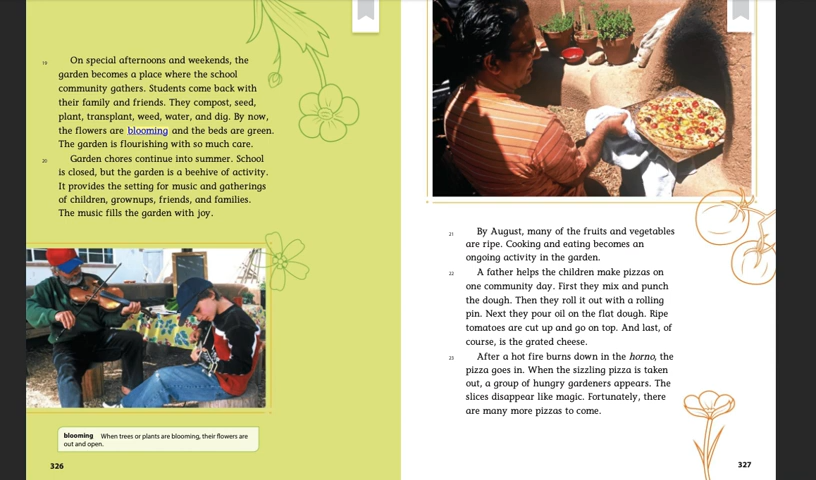 19 On special afternoons and weekends, the
garden becomes a place where the school
community gathers. Students come back with
their family and friends. They compost, seed,
plant, transplant, weed, water, and dig. By now,
the flowers are blooming and the beds are green.
The garden is flourishing with so much care.
20 Garden chores continue into summer. School
is closed, but the garden is a beehive of activity.
It provides the setting for music and gatherings
of children, grownups, friends, and families.
The music fills the garden with joy.
blooming When trees or plants are blooming, their flowers are
out and open.
326
21 By August, many of the fruits and vegetables
are ripe. Cooking and eating becomes an
ongoing activity in the garden.
22 A father helps the children make pizzas on
one community day. First they mix and punch
the dough. Then they roll it out with a rolling
pin. Next they pour oil on the flat dough. Ripe
tomatoes are cut up and go on top. And last, of
course, is the grated cheese.
23 After a hot fire burns down in the horno, the
pizza goes in. When the sizzling pizza is taken
out, a group of hungry gardeners appears. The
slices disappear like magic. Fortunately, there
are many more pizzas to come.
327